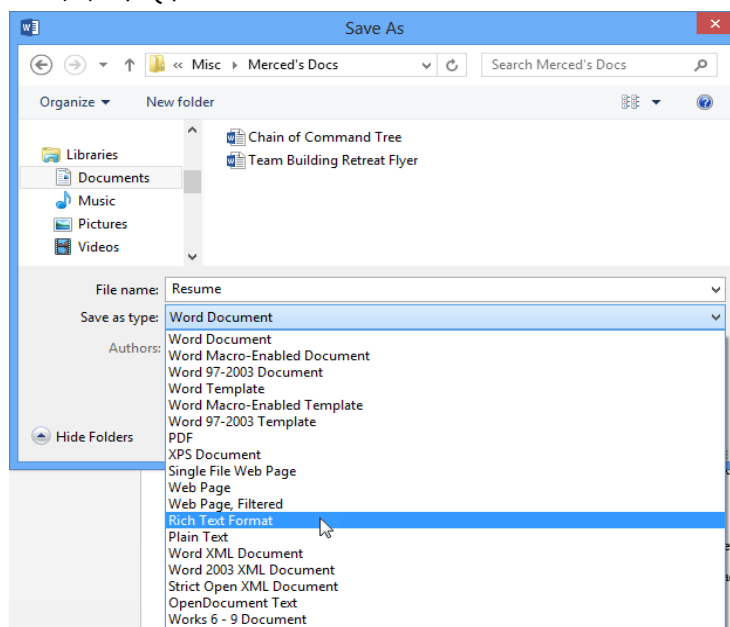 Save As
« Misc ▸ Merced's Docs
Search Merced's Docs
Organize
New folder
Libraries
Documents
Music
Pictures
Videos
Chain of Command Tree
Team Building Retreat Flyer
File name: Resume
Save as type: Word Document
Authors:
Word Document
Word Macro-Enabled Document
Word 97-2003 Document
Word Template
Word Macro-Enabled Template
Word 97-2003 Template
PDF
XPS Document
Single File Web Page
Web Page
Web Page, Filtered
Rich Text Format
Plain Text
Word XML Document
Word 2003 XML Document
Strict Open XML Document
OpenDocument Text
Works 6 - 9 Document
Hide Folders